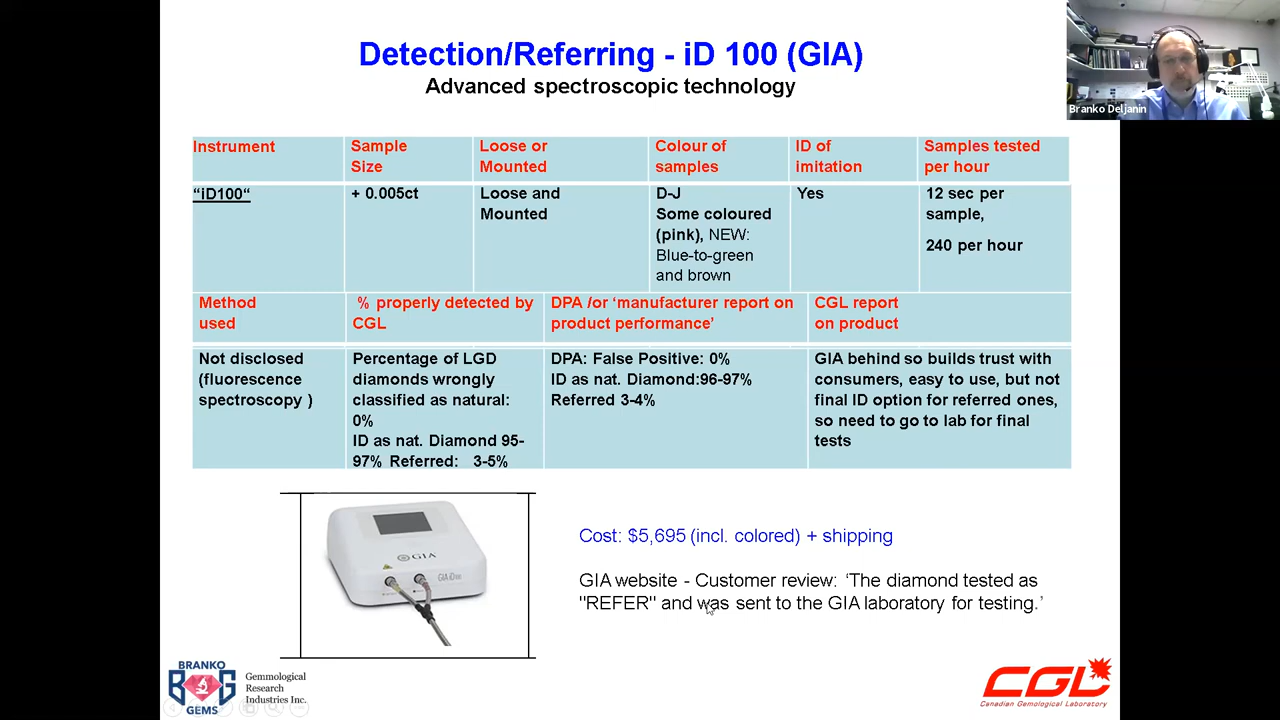 Detection/Referring - iD 100 (GIA)
Advanced spectroscopic technology
Branko Deljanin
Instrument
Sample
Size
Loose or
Mounted
Colour of
samples
ID of
imitation
Samples tested
per hour
“iD100“
+ 0.005ct
Loose and
Mounted
D-J
Some coloured
(pink), NEW:
Blue-to-green
and brown
Yes
12 sec per
sample,
240 per hour
Method
used
% properly detected by
CGL
DPA /or ‘manufacturer report on
product performance’
CGL report
on product
Not disclosed
(fluorescence
spectroscopy )
Percentage of LGD
diamonds wrongly
classified as natural:
0%
ID as nat. Diamond 95-
97% Referred: 3-5%
DPA: False Positive: 0%
ID as nat. Diamond:96-97%
Referred 3-4%
GIA behind so builds trust with
consumers, easy to use, but not
final ID option for referred ones,
so need to go to lab for final
tests
GIA
GIA iD100
Cost: $5,695 (incl. colored) + shipping
GIA website - Customer review: ‘The diamond tested as
"REFER" and was sent to the GIA laboratory for testing.’
BRANKO
GEMS
Gemmological
Research
Industries Inc.
CGL
Canadian Gemological Laboratory